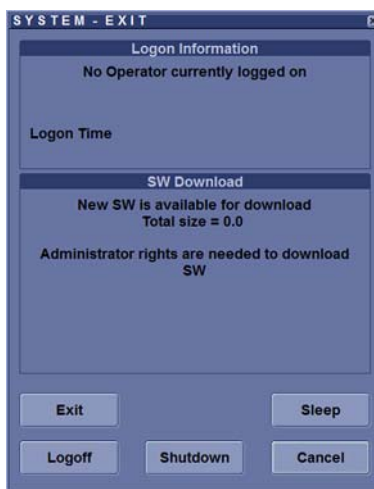 SYSTEM - EXIT
Logon Information
No Operator currently logged on
Logon Time
SW Download
New SW is available for download
Total size = 0.0
Administrator rights are needed to download
SW
Exit
Sleep
Logoff
Shutdown
Cancel